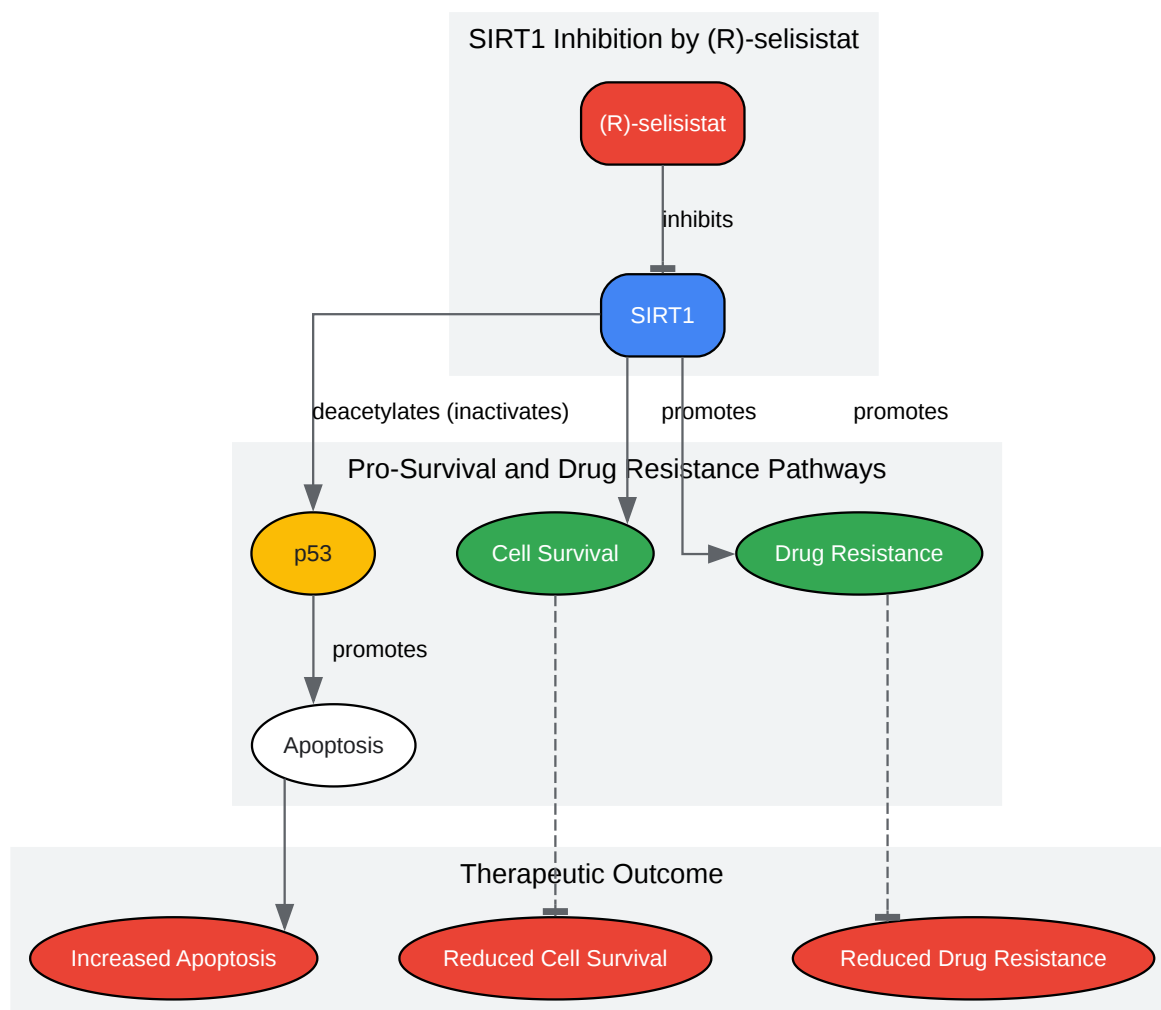 SIRT1 Inhibition by (R)-selisistat
(R)-selisistat
inhibits
SIRT1
deacetylates (inactivates)
promotes
promotes
Pro-Survival and Drug Resistance Pathways
p53
Cell Survival
Drug Resistance
promotes
Apoptosis
Therapeutic Outcome
Increased Apoptosis
Reduced Cell Survival
Reduced Drug Resistance